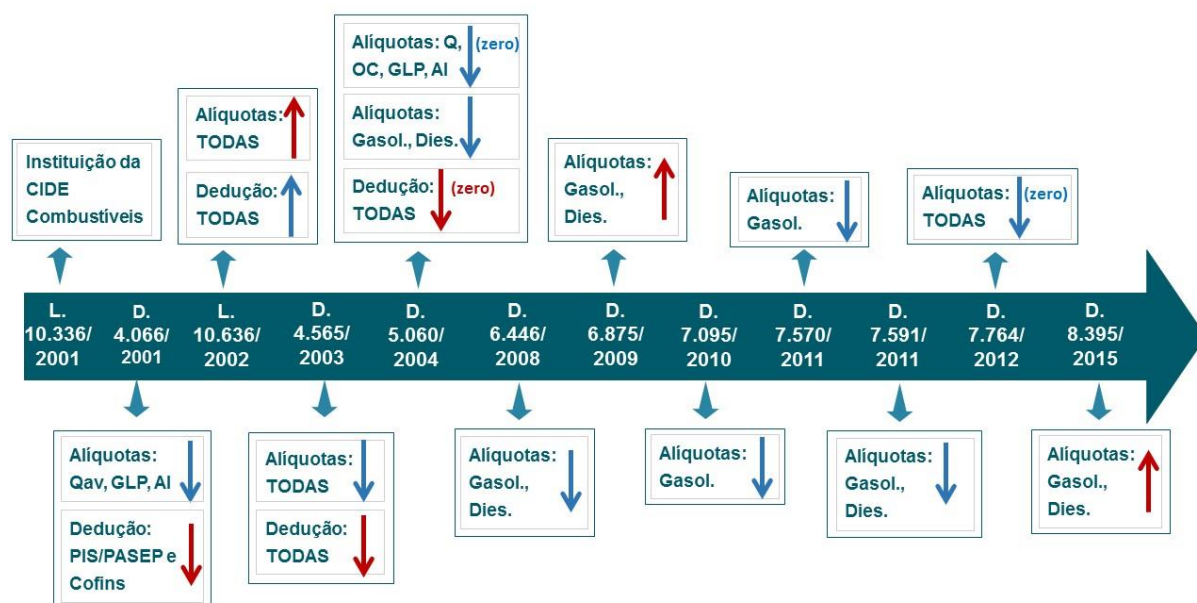 Instituição da
CIDE
Combustíveis
Alíquotas:
TODAS
Dedução:
TODAS
Alíquotas: Q, (zero)
OC, GLP, AI
Alíquotas:
Gasol., Dies.
Dedução: (zero)
TODAS
Alíquotas:
Gasol.,
Dies.
Alíquotas:
Gasol.
Alíquotas: (zero)
TODAS
L.
10.336/
2001
D.
4.066/
2001
L.
10.636/
2002
D.
4.565/
2003
D.
5.060/
2004
D.
6.446/
2008
D.
6.875/
2009
D.
7.095/
2010
D.
7.570/
2011
D.
7.591/
2011
D.
7.764/
2012
D.
8.395/
2015
Alíquotas:
Qav, GLP, AI
Dedução:
PIS/PASEP e
Cofins
Alíquotas:
TODAS
Dedução:
TODAS
Alíquotas:
Gasol.,
Dies.
Alíquotas:
Gasol.
Alíquotas:
Gasol.,
Dies.
Alíquotas:
Gasol.,
Dies.